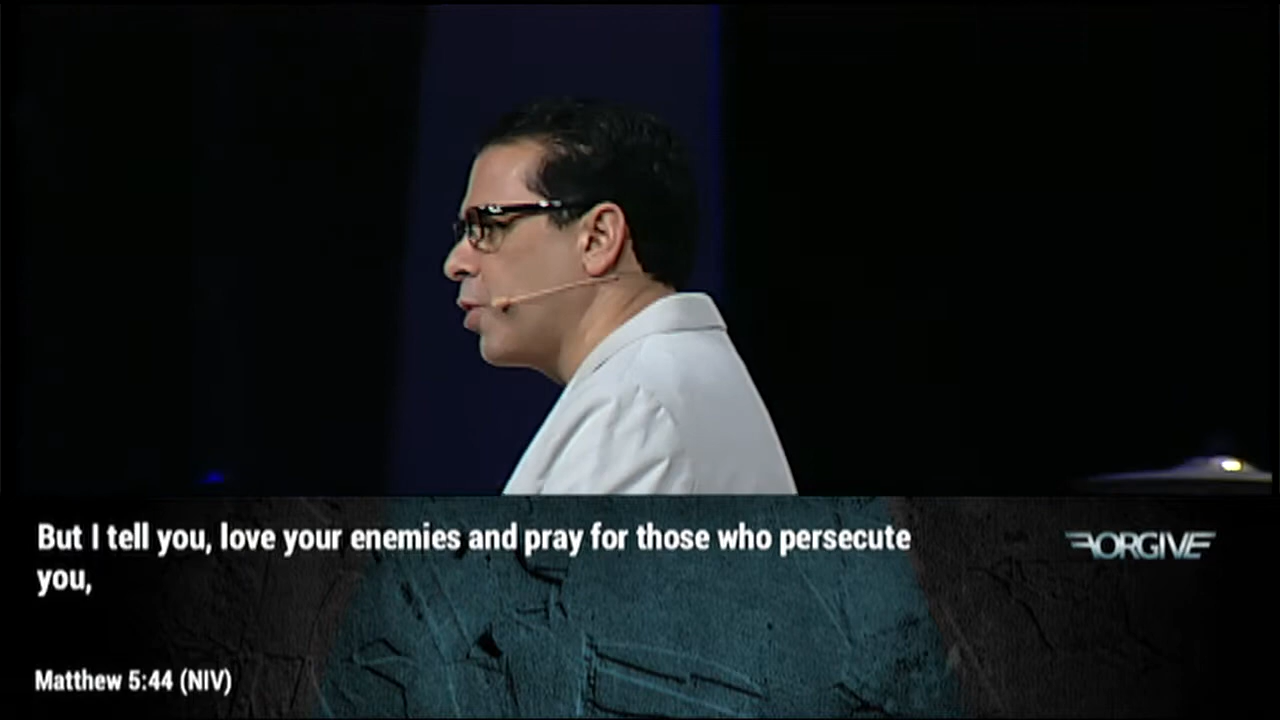 But I tell you, love your enemies and pray for those who persecute
you,
FORGIVE
Matthew 5:44 (NIV)